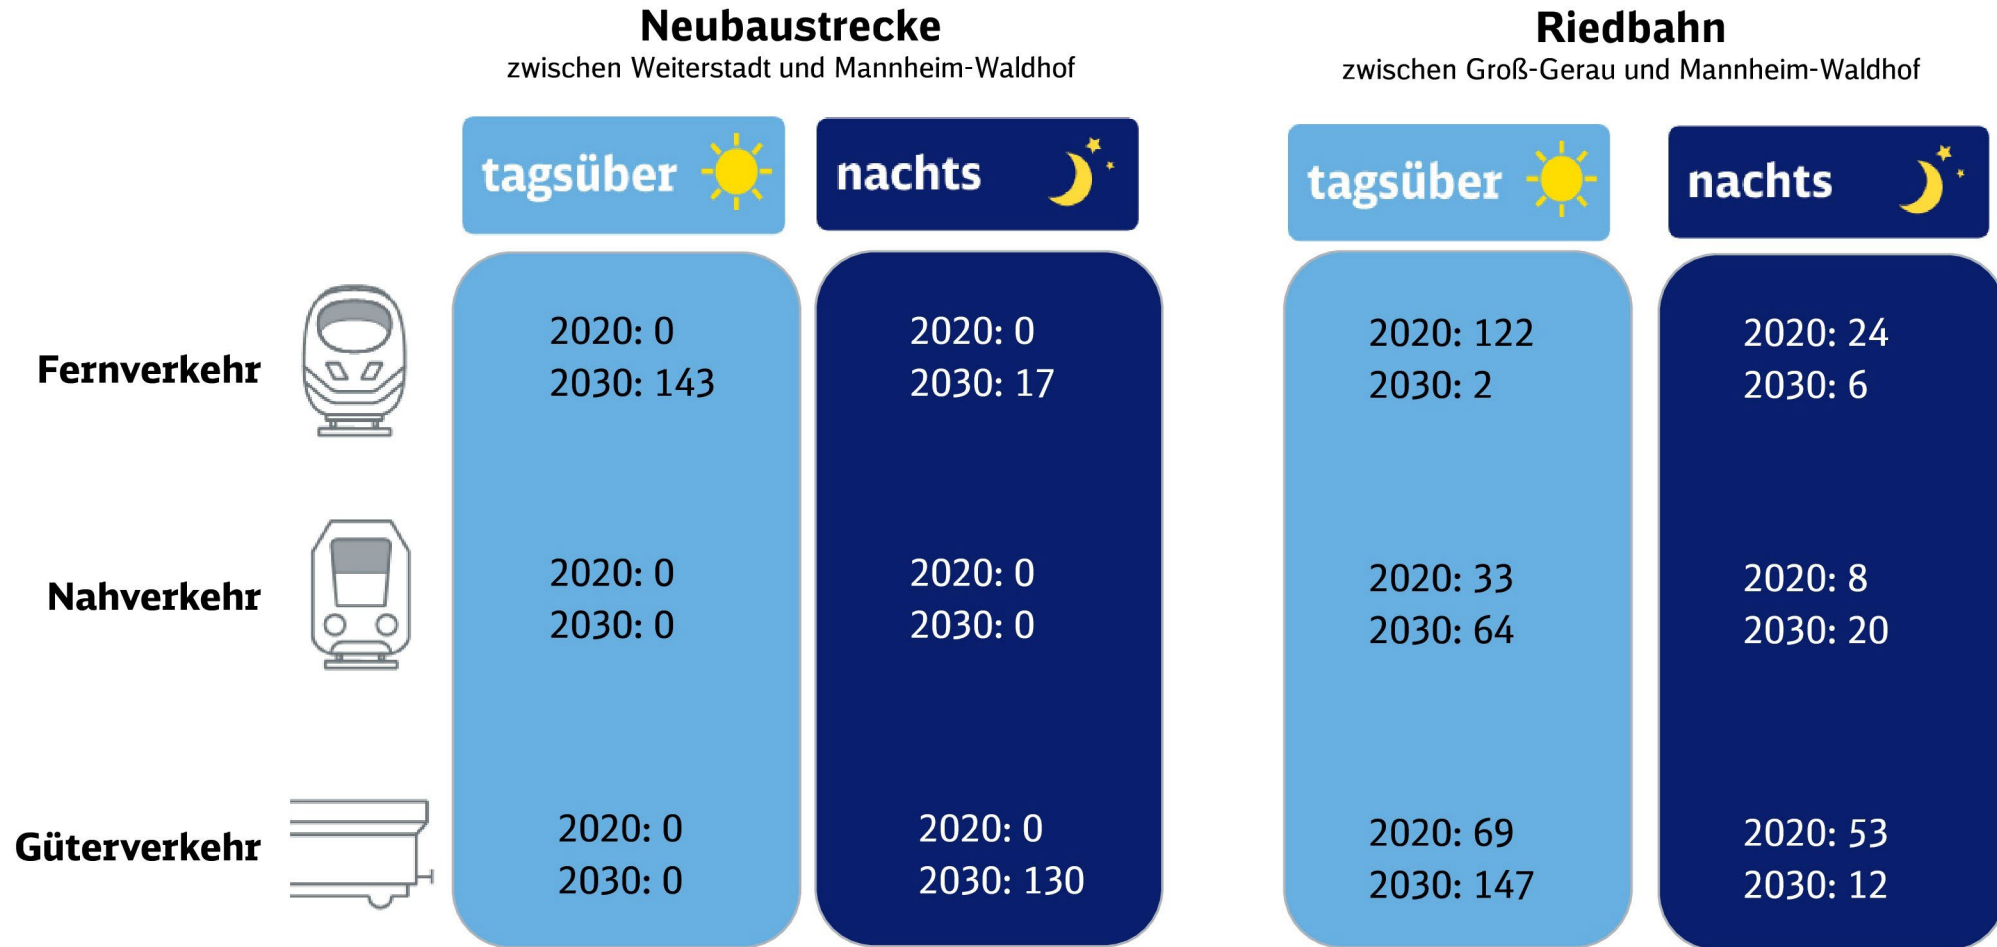 Neubaustrecke
zwischen Weiterstadt und Mannheim-Waldhof
Riedbahn
zwischen Groß-Gerau und Mannheim-Waldhof
tagsüber
nachts
tagsüber
nachts
Fernverkehr
2020: 0
2030: 143
2020: 0
2030: 17
2020: 122
2030: 2
2020: 24
2030: 6
Nahverkehr
2020: 0
2030: 0
2020: 0
2030: 0
2020: 33
2030: 64
2020: 8
2030: 20
Güterverkehr
2020: 0
2030: 0
2020: 0
2030: 130
2020: 69
2030: 147
2020: 53
2030: 12